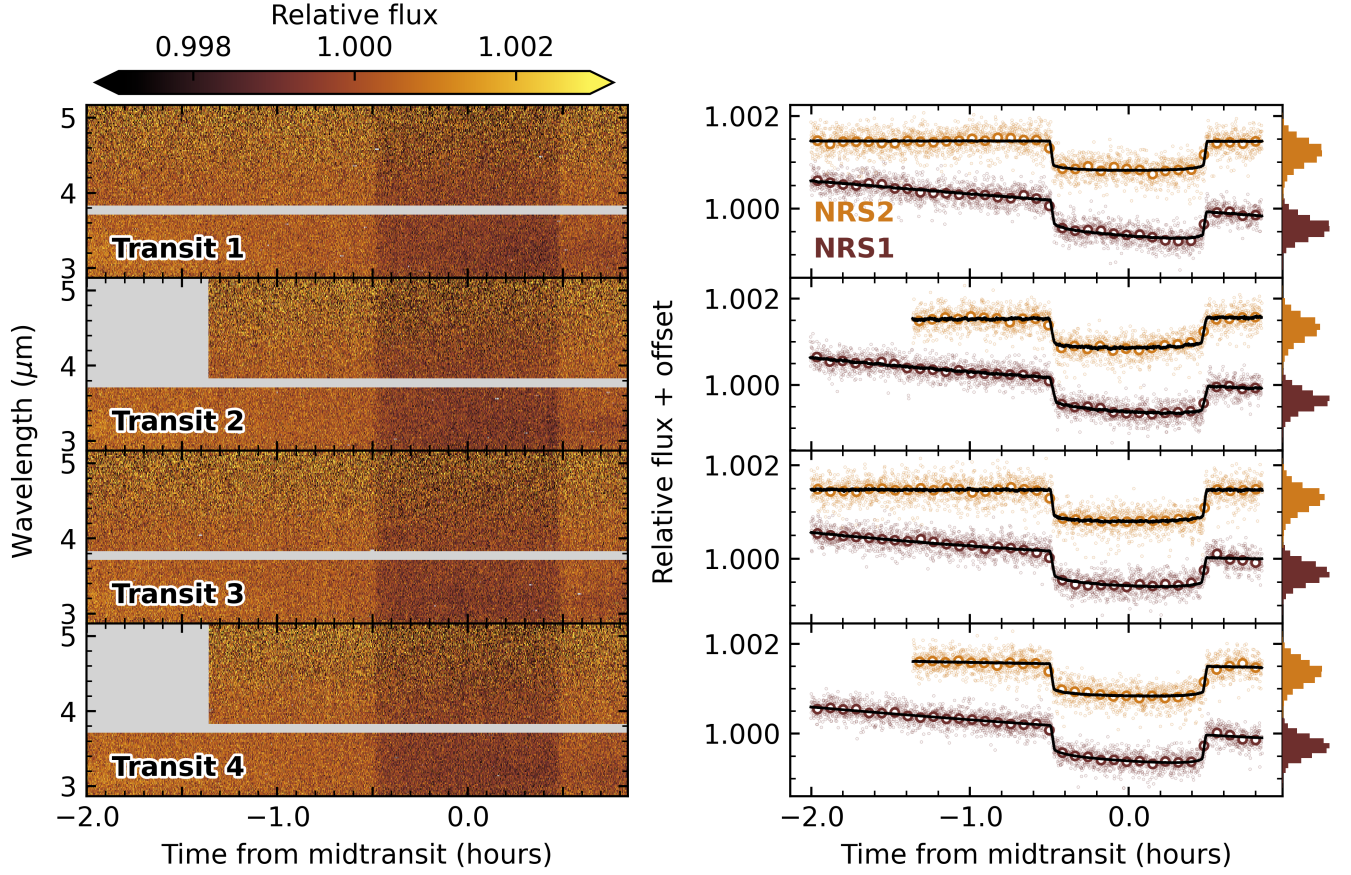 Relative flux
0.998 1.000 1.002
5
4
3
Transit 1
5
4
3
Transit 2
5
4
3
Transit 3
5
4
3
Transit 4
Wavelength (μm)
−2.0 −1.0 0.0
Time from midtransit (hours)
1.002
1.000
NRS2
NRS1
1.002
1.000
1.002
1.000
1.002
1.000
Relative flux + offset
−2.0 −1.0 0.0
Time from midtransit (hours)